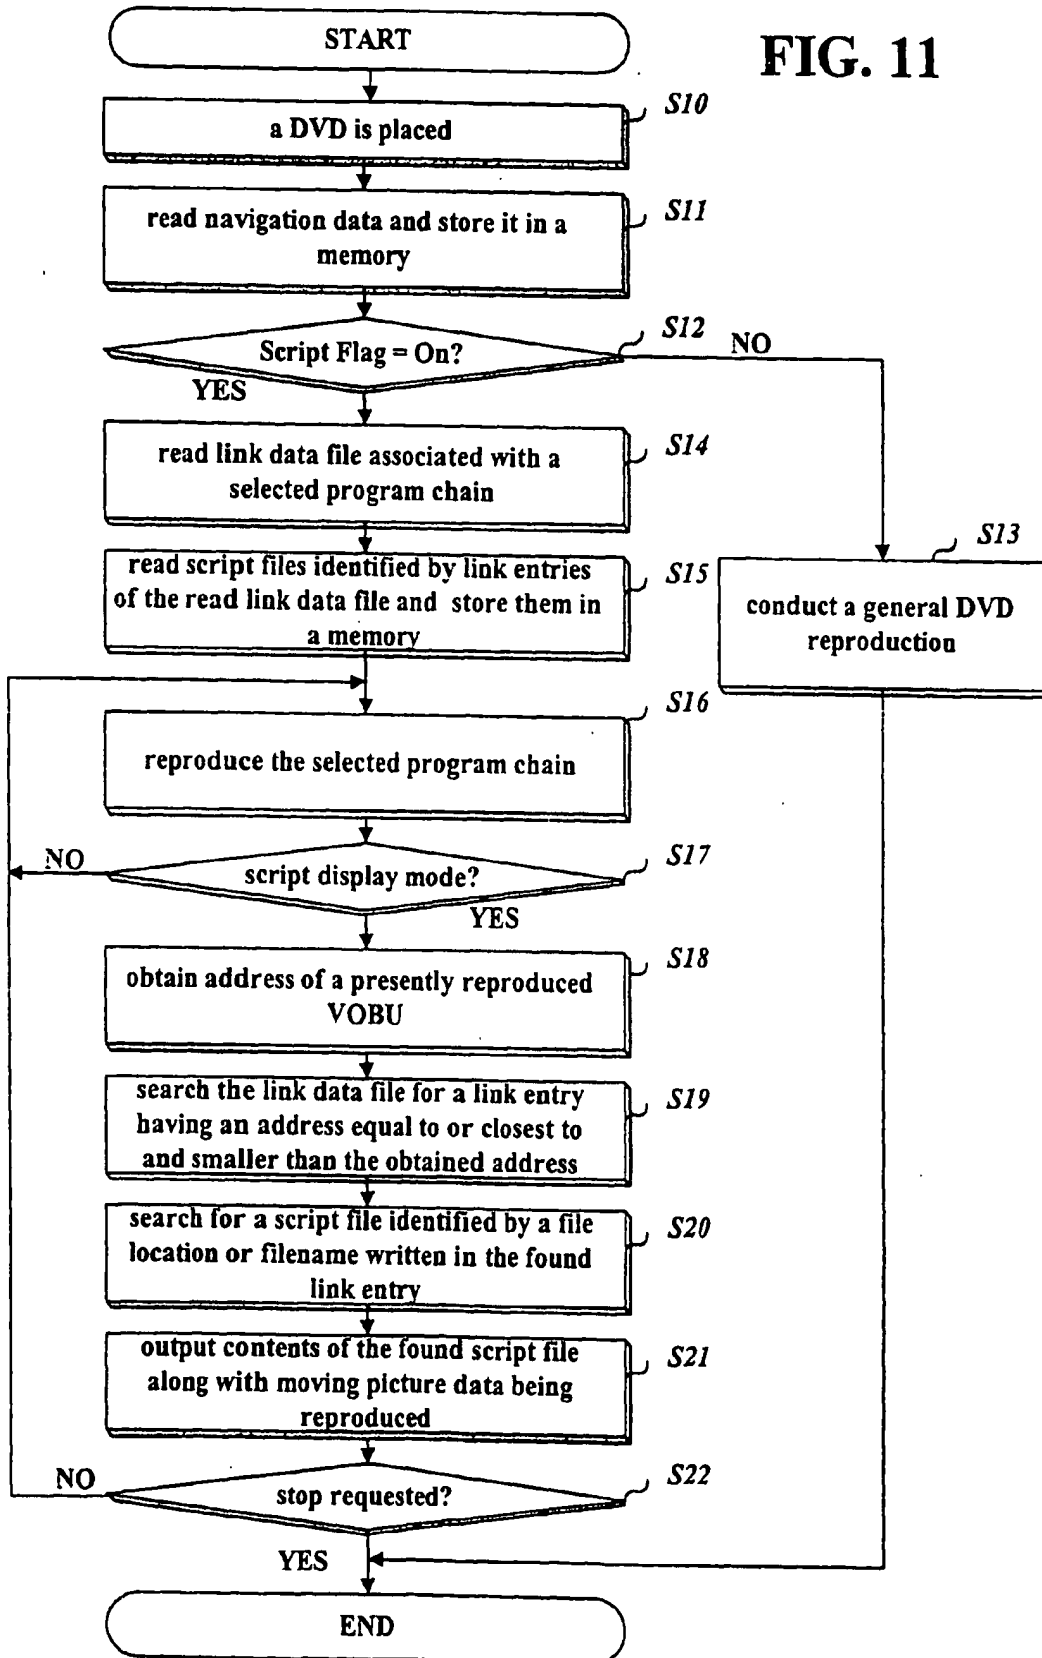 FIG. 11
START
S10
a DVD is placed
S11
read navigation data and store it in a
memory
S12
Script Flag = On?
NO
YES
S14
read link data file associated with a
selected program chain
S13
conduct a general DVD
reproduction
S15
read script files identified by link entries
of the read link data file and store them in
a memory
S16
reproduce the selected program chain
S17
NO
script display mode?
YES
S18
obtain address of a presently reproduced
VOBU
S19
search the link data file for a link entry
having an address equal to or closest to
and smaller than the obtained address
S20
search for a script file identified by a file
location or filename written in the found
link entry
S21
output contents of the found script file
along with moving picture data being
reproduced
S22
NO
stop requested?
YES
END